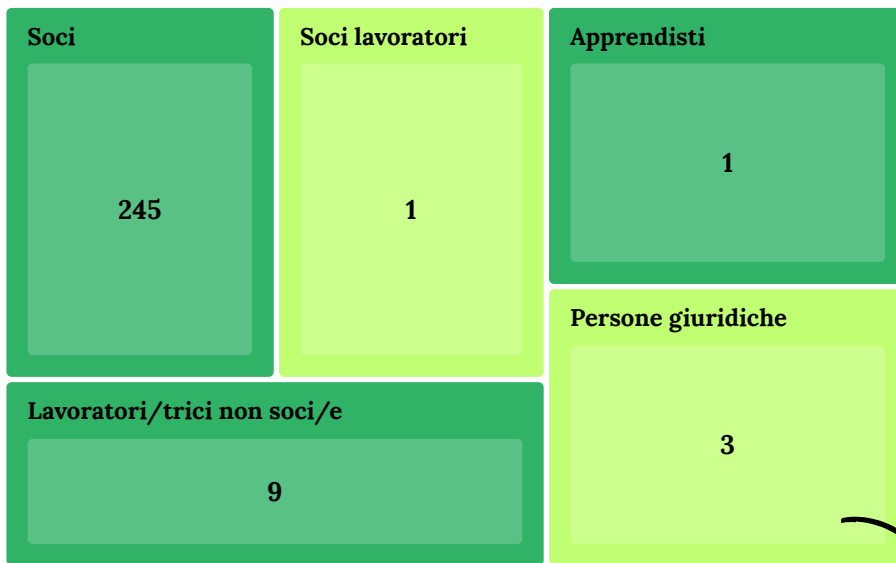 Soci
245
Soci lavoratori
1
Apprendisti
1
Persone giuridiche
3
Lavoratori/trici non soci/e
9